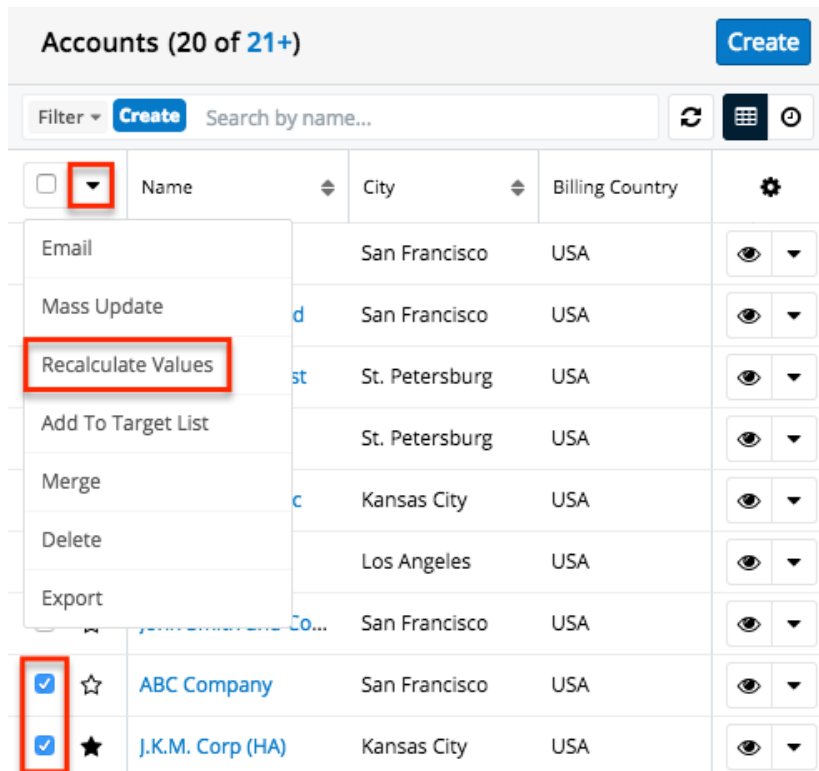 Accounts (20 of 21+) Create
Filter Create Search by name...
Name City Billing Country
Email San Francisco USA
Mass Update d San Francisco USA
Recalculate Values st St. Petersburg USA
Add To Target List St. Petersburg USA
Merge c Kansas City USA
Delete Los Angeles USA
Export
Co... San Francisco USA
ABC Company San Francisco USA
J.K.M. Corp (HA) Kansas City USA